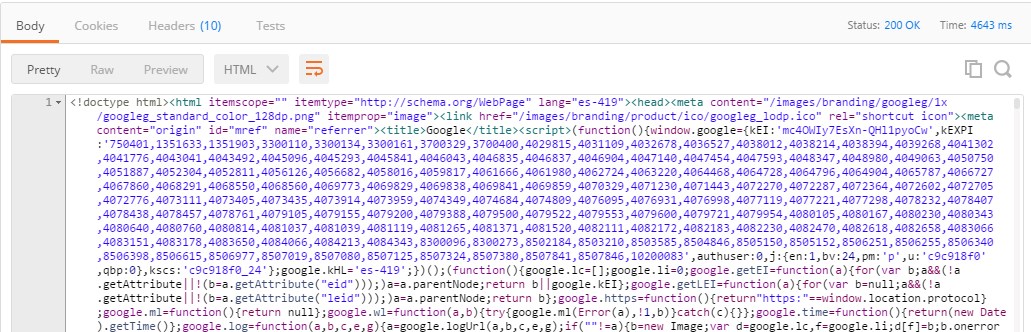 Body Cookies Headers (10) Tests Status: 200 OK Time: 4643 ms
Pretty Raw Preview HTML
1 <!doctype html><html itemscope="" itemtype="http://schema.org/WebPage" lang="es-419"><head><meta content="/images/branding/googleg/1x
/googleg_standard_color_128dp.png" itemprop="image"><link href="/images/branding/product/ico/googleg_lodp.ico" rel="shortcut icon"><meta
content="origin" id="mref" name="referrer"><title>Google</title><script>(function(){window.google={kEI:'mc4OWIy7EsXn-QHl1pyoCw',kEXPI
:'750401,1351633,1351903,3300110,3300134,3300161,3700329,3700400,4029815,4031109,4032678,4036527,4038012,4038214,4038394,4039268,4041302
,4041776,4043041,4043492,4045096,4045293,4045841,4046043,4046835,4046904,4047140,4047454,4047593,4048347,4048980,4049063,4050750
,4051887,4052304,4052811,4056126,4056682,4058016,4059817,4061666,4061980,4062724,4063220,4064468,4064728,4064796,4064904,4065787,4066727
,4067860,4068291,4068550,4068560,4069773,4069829,4069838,4069841,4069859,4070329,4071230,4071443,4072270,4072287,4072364,4072602,4072705
,4072776,4073111,4073405,4073435,4073914,4073959,4074349,4074684,4074809,4076095,4076931,4076998,4077119,4077221,4077298,4078232,4078407
,4078438,4078457,4078761,4079105,4079155,4079200,4079388,4079500,4079522,4079553,4079600,4079721,4079954,4080105,4080167,4080230,4080343
,4080640,4080760,4080814,4081037,4081039,4081119,4081265,4081371,4081520,4082111,4082172,4082183,4082230,4082470,4082618,4082658,4083066
,4083151,4083178,4083650,4084066,4084213,4084343,8300096,8300273,8502184,8503210,8503585,8504846,8505150,8505152,8506251,8506255,8506340
,8506398,8506615,8506977,8507019,8507080,8507125,8507324,8507380,8507841,8507846,10200083',authuser:0,j:{en:1,bv:24,pm:'p',u:'c9c918f0'
,qbp:0},kscs:'c9c918f0_24'};google.kHL='es-419';})();(function(){google.lc=[];google.li=0;google.getEI=function(a){for(var b;a&&(!a
.getAttribute||!(b=a.getAttribute("eid")));)a=a.parentNode;return b||google.kEI};google.getLEI=function(a){for(var b=null;a&&(!a
.getAttribute||!(b=a.getAttribute("leid")));)a=a.parentNode;return b};google.https=function(){return"https:"==window.location.protocol}
;google.ml=function(){return null};google.wl=function(a,b){try{google.ml(Error(a),!1,b)}catch(c){}};google.time=function(){return(new Date
).getTime()};google.log=function(a,b,c,e,g){a=google.logUrl(a,b,c,e,g);if(""!=a){b=new Image;var d=google.lc,f=google.li;d[f]=b;b.onerror